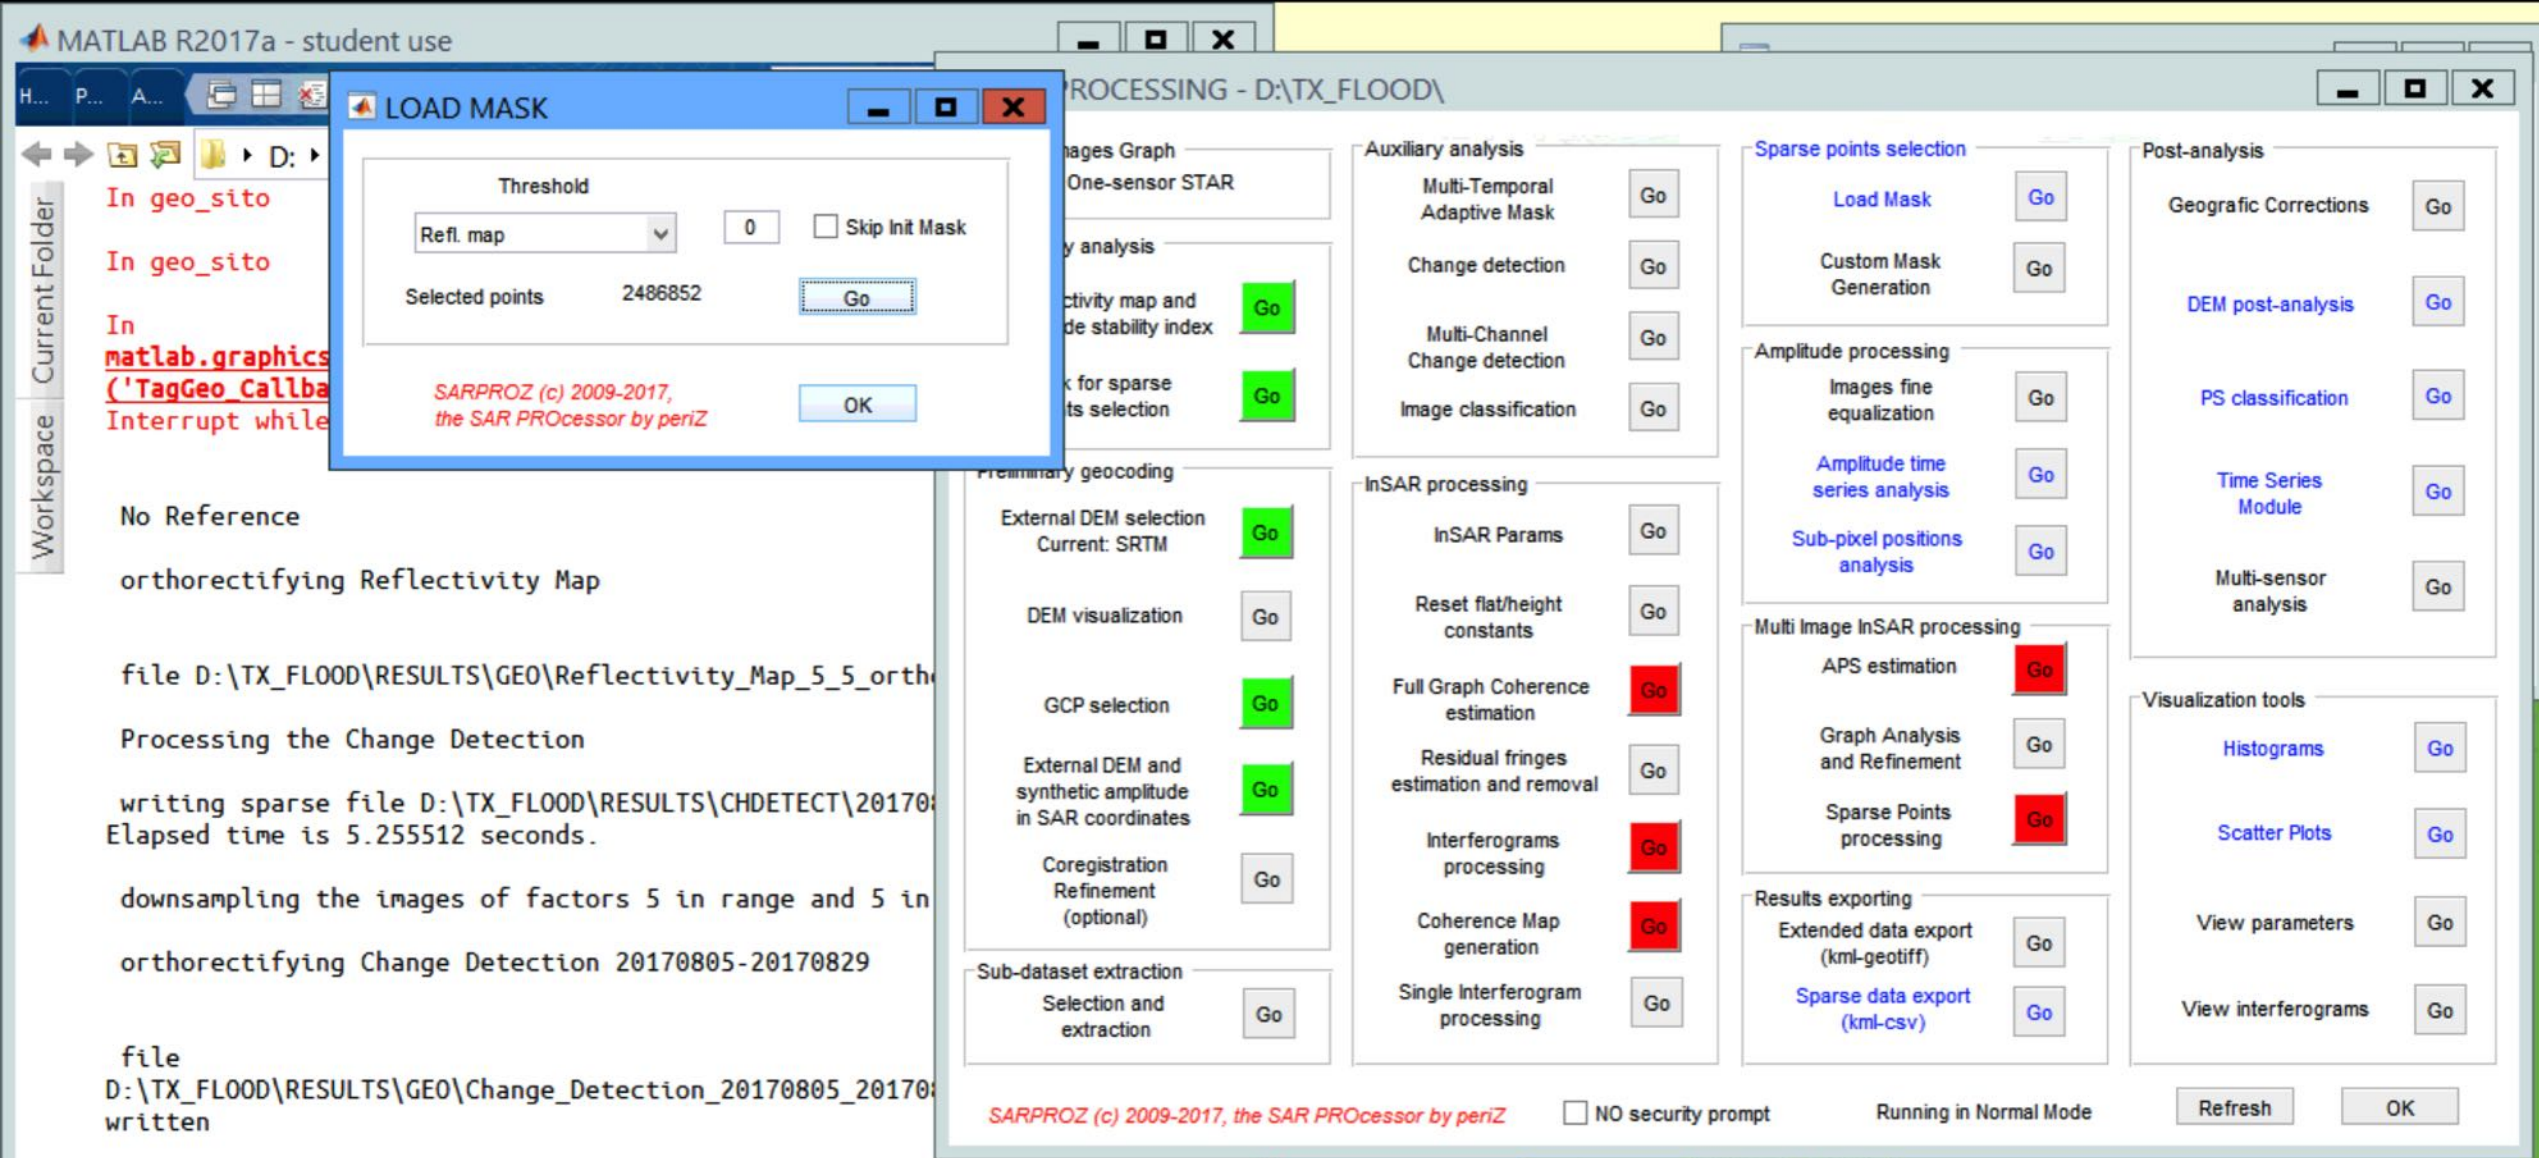 MATLAB R2017a - student use
H...
P...
A...
D:
Current Folder
Workspace
In geo_sito
In geo_sito
In
matlab.graphics
('TagGeo_Callba
Interrupt while
No Reference
orthorectifying Reflectivity Map
file D:\TX_FLOOD\RESULTS\GEO\Reflectivity_Map_5_5_ortho
Processing the Change Detection
writing sparse file D:\TX_FLOOD\RESULTS\CHDETECT\20170
Elapsed time is 5.255512 seconds.
downsampling the images of factors 5 in range and 5 in
orthorectifying Change Detection 20170805-20170829
file
D:\TX_FLOOD\RESULTS\GEO\Change_Detection_20170805_20170
written
LOAD MASK
Threshold
Refl. map
0
Skip Init Mask
Selected points
2486852
Go
SARPROZ (c) 2009-2017,
the SAR PROcessor by periZ
OK
ROCESSING - D:\TX_FLOOD\
ages Graph
One-sensor STAR
y analysis
ctivity map and
de stability index
Go
k for sparse
ts selection
Go
Preliminary geocoding
External DEM selection
Current: SRTM
Go
DEM visualization
Go
GCP selection
Go
External DEM and
synthetic amplitude
in SAR coordinates
Go
Coregistration
Refinement
(optional)
Go
Sub-dataset extraction
Selection and
extraction
Go
Auxiliary analysis
Multi-Temporal
Adaptive Mask
Go
Change detection
Go
Multi-Channel
Change detection
Go
Image classification
Go
InSAR processing
InSAR Params
Go
Reset flat/height
constants
Go
Full Graph Coherence
estimation
Go
Residual fringes
estimation and removal
Go
Interferograms
processing
Go
Coherence Map
generation
Go
Single Interferogram
processing
Go
Sparse points selection
Load Mask
Go
Custom Mask
Generation
Go
Amplitude processing
Images fine
equalization
Go
Amplitude time
series analysis
Go
Sub-pixel positions
analysis
Go
Multi Image InSAR processing
APS estimation
Go
Graph Analysis
and Refinement
Go
Sparse Points
processing
Go
Results exporting
Extended data export
(kml-geotiff)
Go
Sparse data export
(kml-csv)
Go
Post-analysis
Geografic Corrections
Go
DEM post-analysis
Go
PS classification
Go
Time Series
Module
Go
Multi-sensor
analysis
Go
Visualization tools
Histograms
Go
Scatter Plots
Go
View parameters
Go
View interferograms
Go
SARPROZ (c) 2009-2017, the SAR PROcessor by periZ
NO security prompt
Running in Normal Mode
Refresh
OK